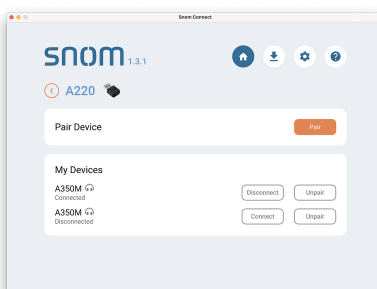 Snom Connect
snom 1.3.1
A220
Pair Device
Pair
My Devices
A350M
Connected
Disconnect
Unpair
A350M
Disconnected
Connect
Unpair